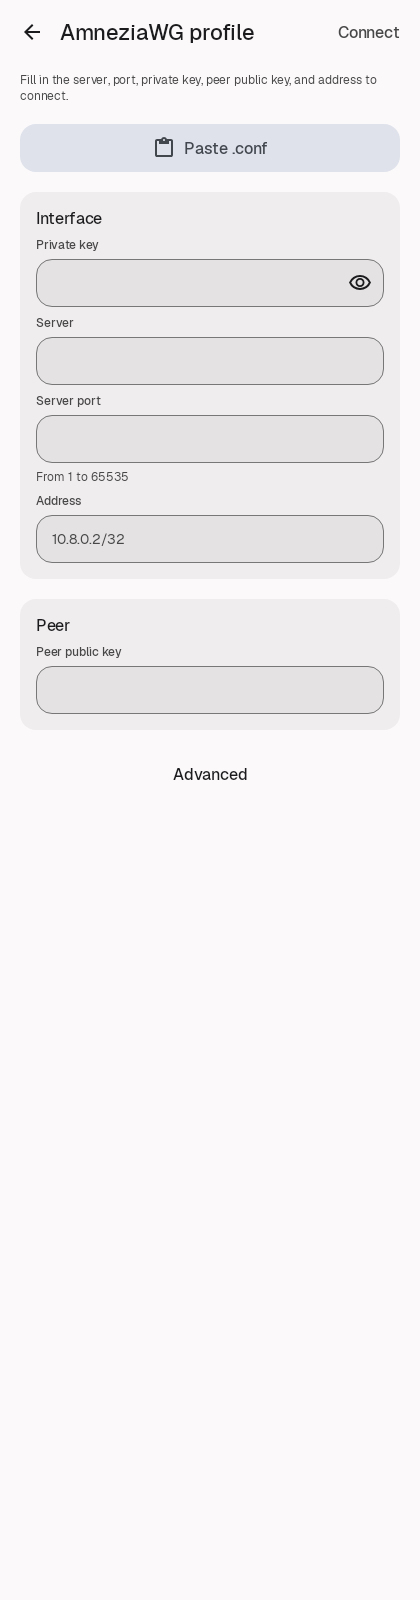 AmneziaWG profile
Connect
Fill in the server, port, private key, peer public key, and address to
connect.
Paste .conf
Interface
Private key
Server
Server port
From 1 to 65535
Address
10.8.0.2/32
Peer
Peer public key
Advanced